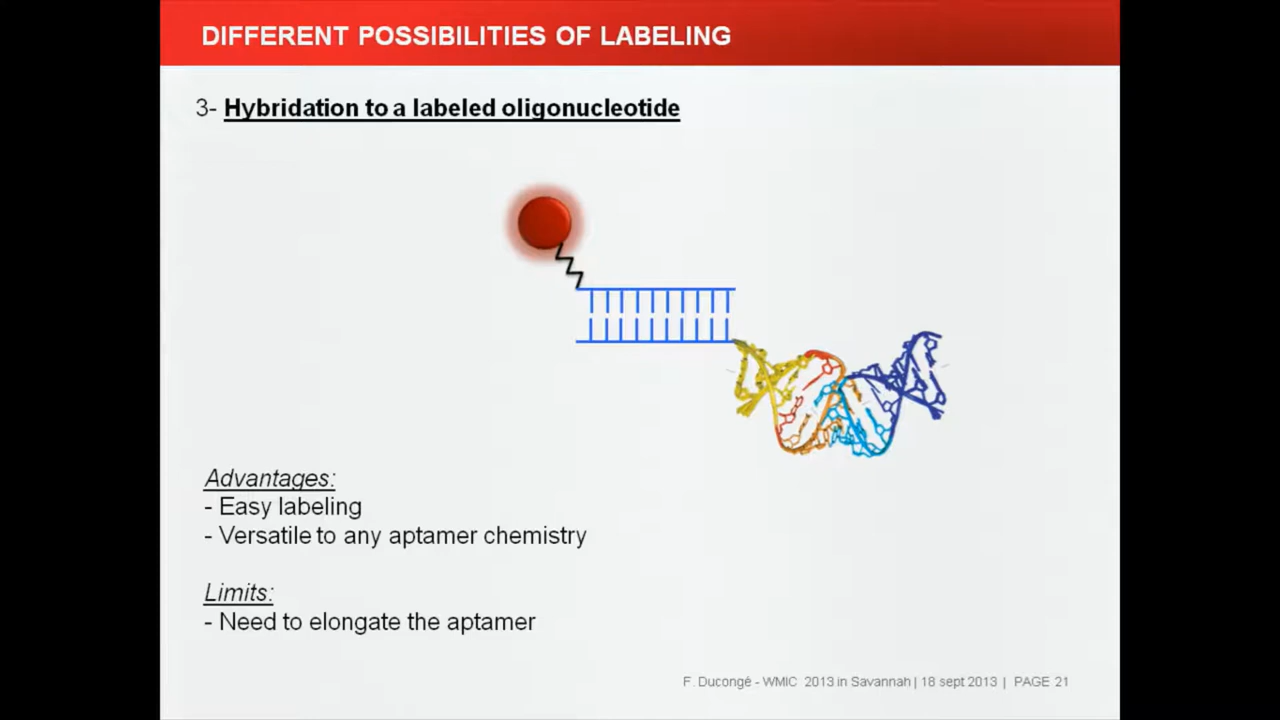 DIFFERENT POSSIBILITIES OF LABELING
3- Hybridation to a labeled oligonucleotide
Advantages:
- Easy labeling
- Versatile to any aptamer chemistry
Limits:
- Need to elongate the aptamer
F. Ducongé - WMIC 2013 in Savannah | 18 sept 2013 | PAGE 21